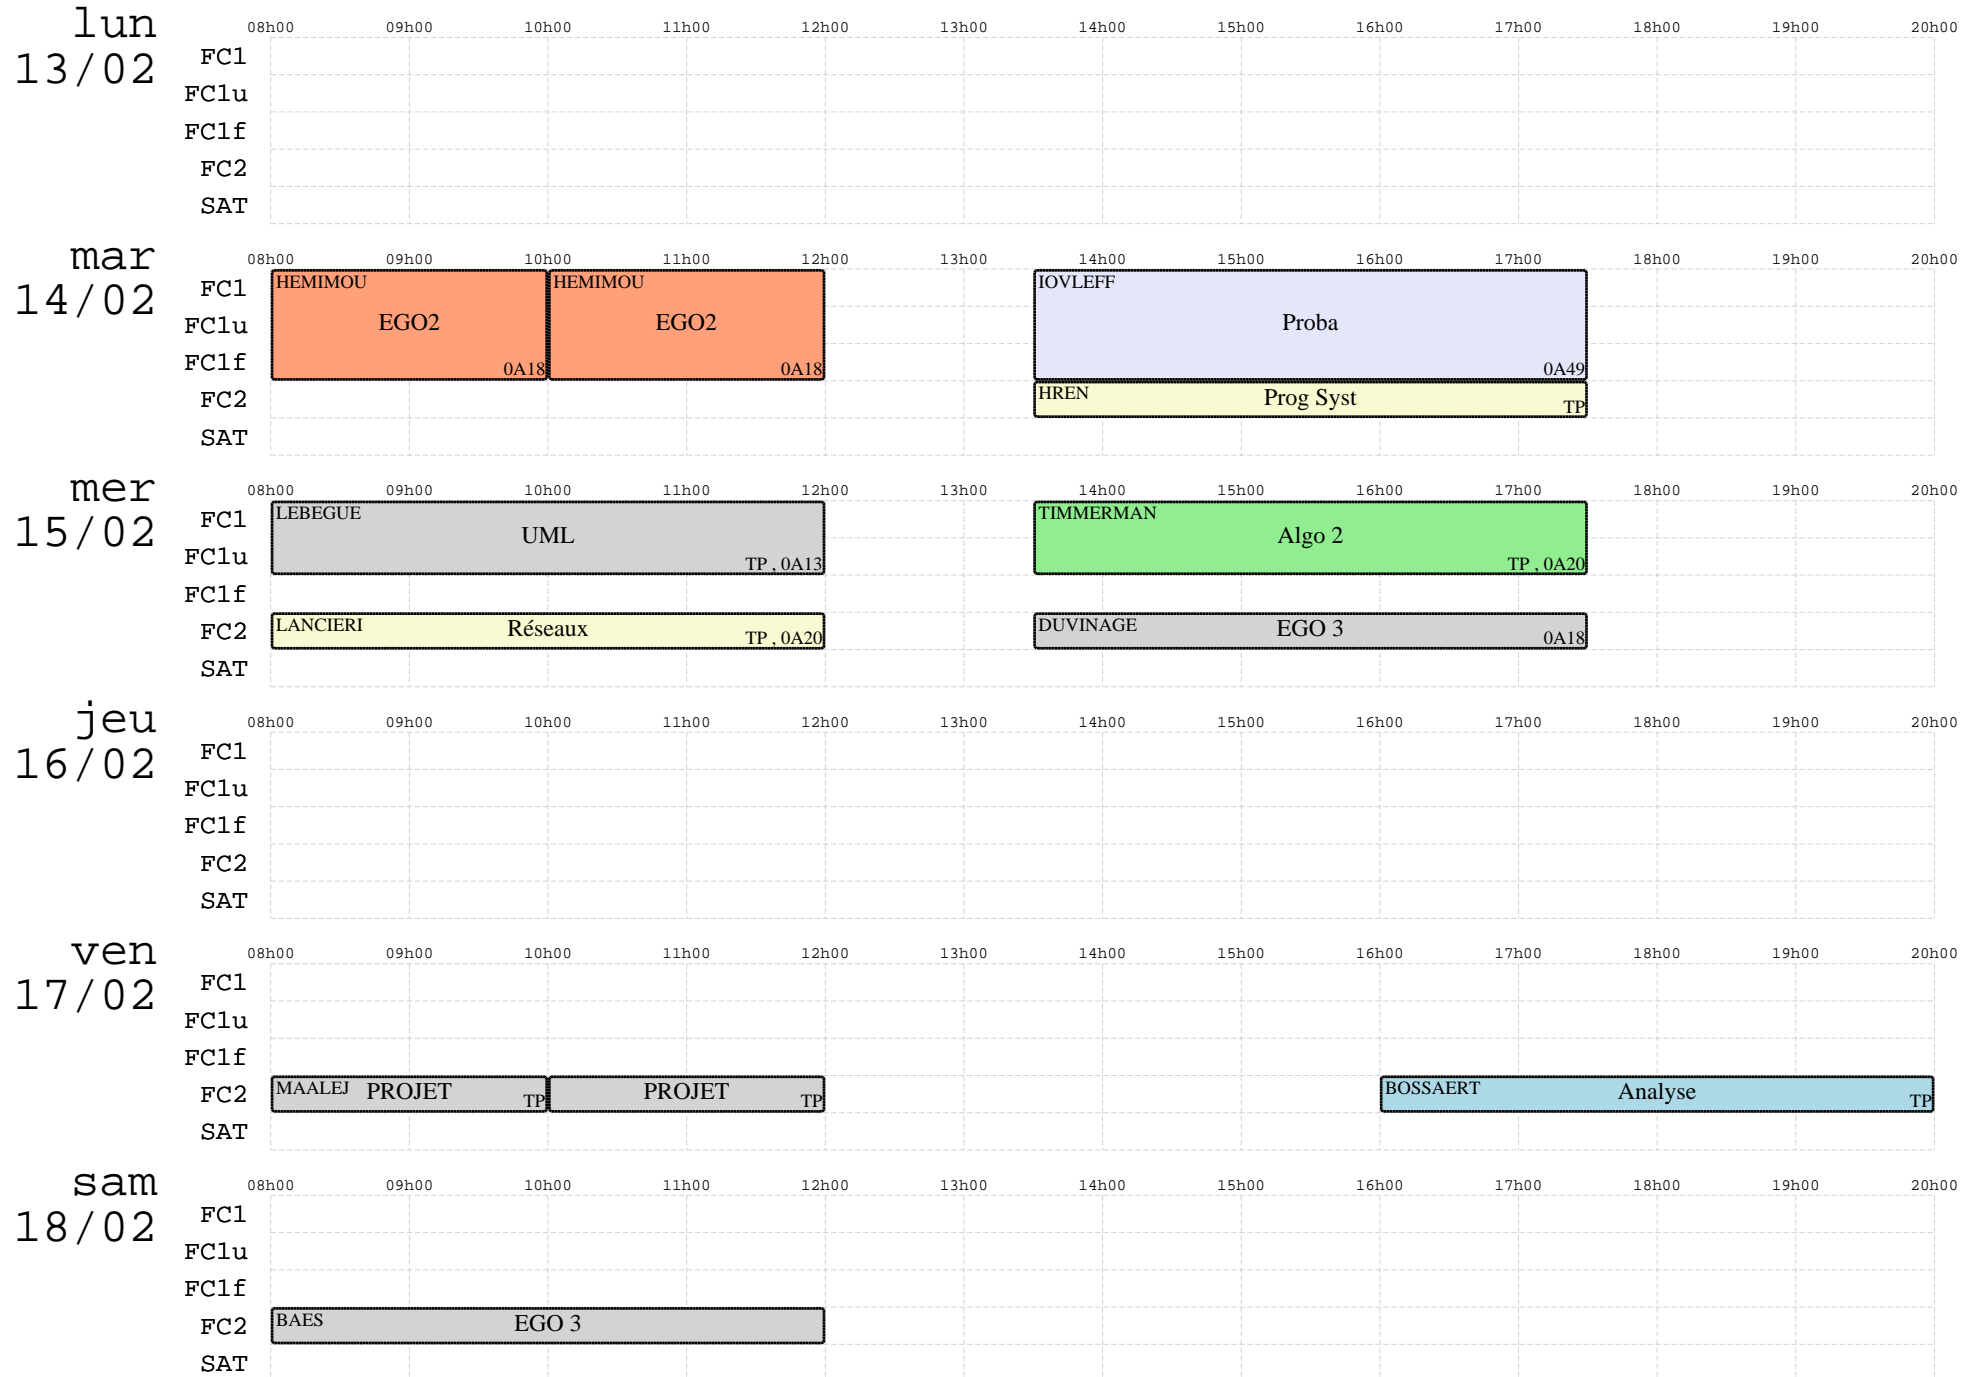 lun
13/02
08h00 09h00 10h00 11h00 12h00 13h00 14h00 15h00 16h00 17h00 18h00 19h00 20h00
FC1
FC1u
FC1f
FC2
SAT
mar
14/02
08h00 09h00 10h00 11h00 12h00 13h00 14h00 15h00 16h00 17h00 18h00 19h00 20h00
FC1 HEMIMOU HEMIMOU IOVLEFF
FC1u EGO2 EGO2 Proba
FC1f 0A18 0A18 0A49
FC2 HREN Prog Syst TP
SAT
mer
15/02
08h00 09h00 10h00 11h00 12h00 13h00 14h00 15h00 16h00 17h00 18h00 19h00 20h00
FC1 LEBEGUE TIMMERMAN
UML Algo 2
FC1u TP , 0A13 TP , 0A20
FC1f
FC2 LANCIERI Réseaux TP , 0A20 DUVINAGE EGO 3 0A18
SAT
jeu
16/02
08h00 09h00 10h00 11h00 12h00 13h00 14h00 15h00 16h00 17h00 18h00 19h00 20h00
FC1
FC1u
FC1f
FC2
SAT
ven
17/02
08h00 09h00 10h00 11h00 12h00 13h00 14h00 15h00 16h00 17h00 18h00 19h00 20h00
FC1
FC1u
FC1f
FC2 MAALEJ PROJET TP PROJET TP BOSSAERT Analyse TP
SAT
sam
18/02
08h00 09h00 10h00 11h00 12h00 13h00 14h00 15h00 16h00 17h00 18h00 19h00 20h00
FC1
FC1u
FC1f
FC2 BAES EGO 3
SAT